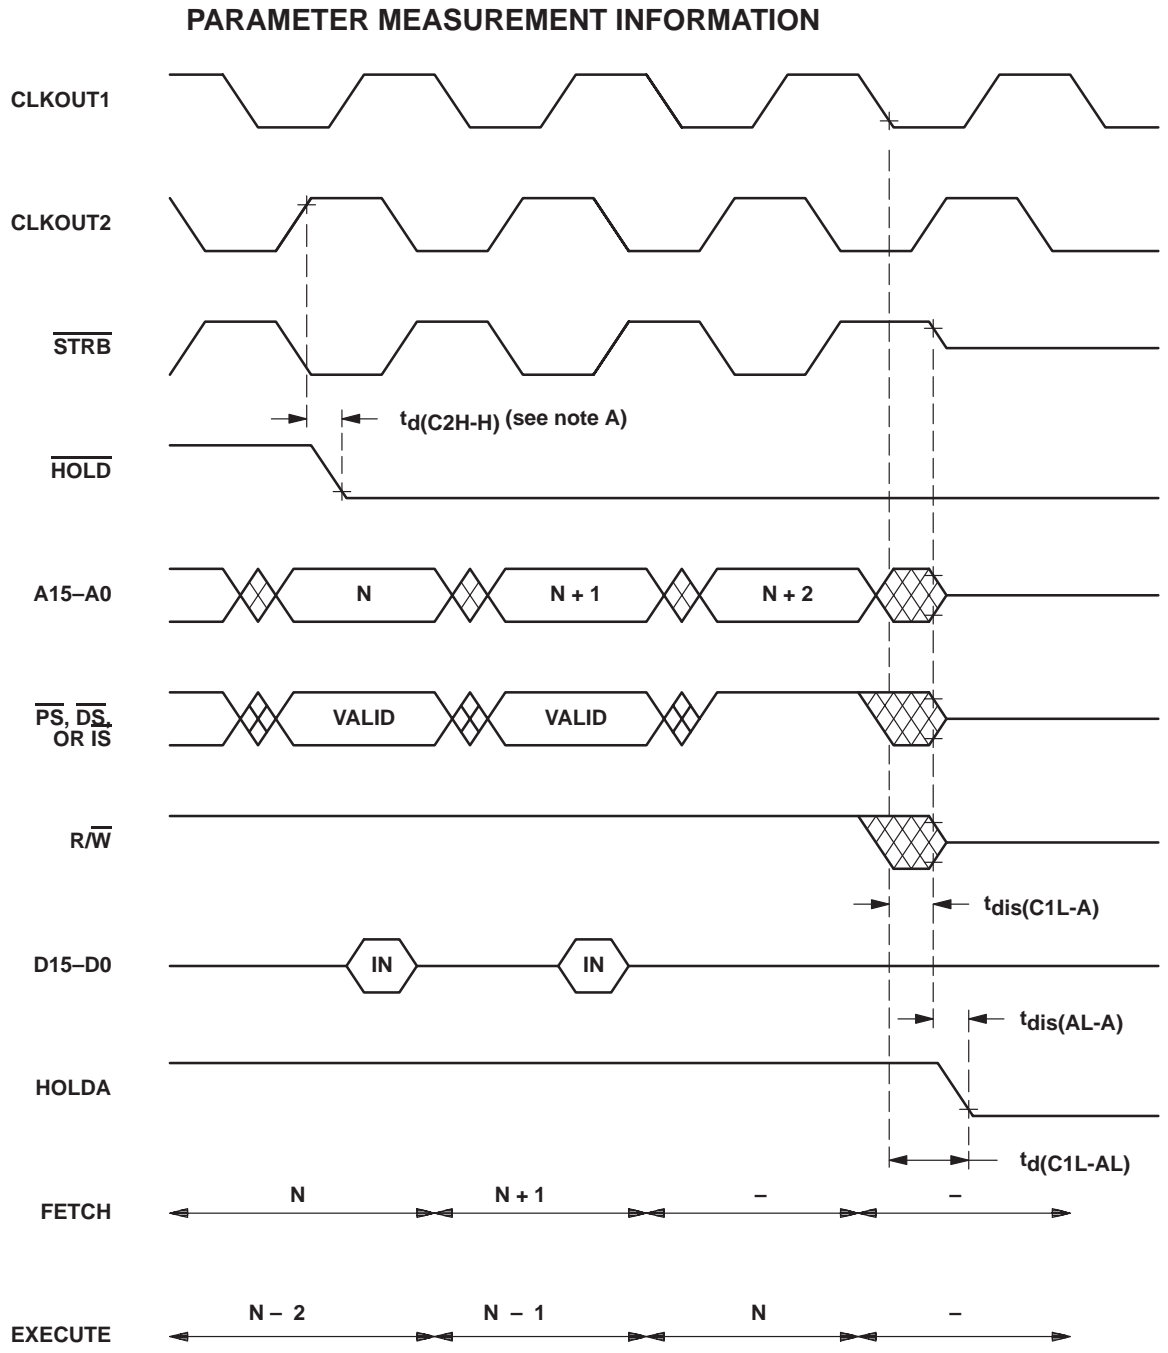 PARAMETER MEASUREMENT INFORMATION
CLKOUT1
CLKOUT2
STRB
td(C2H-H) (see note A)
HOLD
A15–A0
N
N + 1
N + 2
PS, DS,
OR IS
VALID
VALID
R/W
tdis(C1L-A)
D15–D0
IN
IN
tdis(AL-A)
HOLDA
td(C1L-AL)
FETCH
N
N + 1
–
–
EXECUTE
N – 2
N – 1
N
–